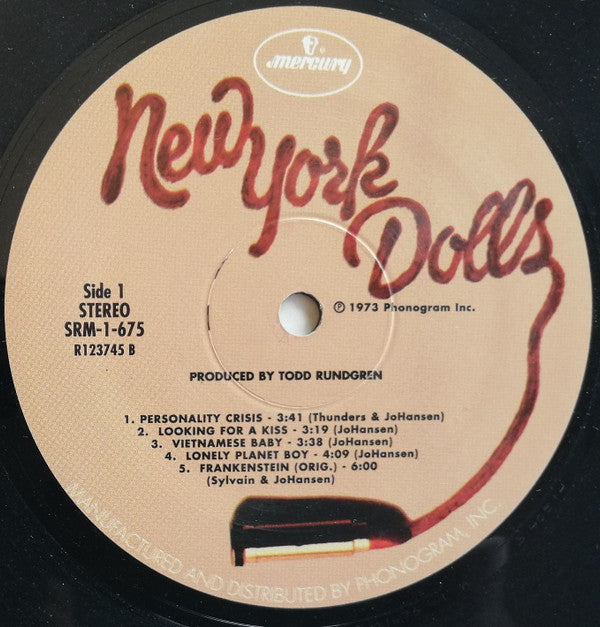 mercury
New York
Dolls
Side 1
STEREO
SRM-1-675
R123745 B
℗ 1973 Phonogram Inc.
PRODUCED BY TODD RUNDGREN
1. PERSONALITY CRISIS - 3:41 (Thunders & JoHansen)
2. LOOKING FOR A KISS - 3:19 (JoHansen)
3. VIETNAMESE BABY - 3:38 (JoHansen)
4. LONELY PLANET BOY - 4:09 (JoHansen)
5. FRANKENSTEIN (ORIG.) - 6:00
(Sylvain & JoHansen)
MANUFACTURED AND DISTRIBUTED BY PHONOGRAM, INC.